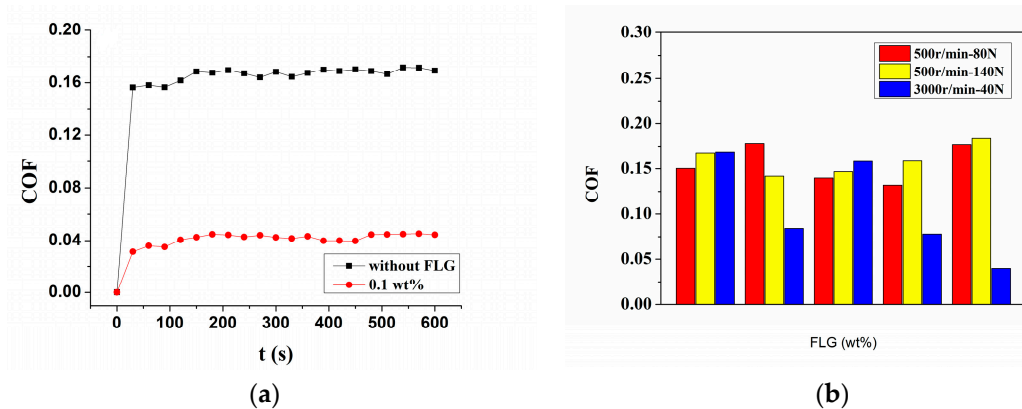 0.20
0.16
0.12
0.08
0.04
0.00
COF
0
100
200
300
400
500
600
t (s)
without FLG
0.1 wt%
(a)
0.30
0.25
0.20
0.15
0.10
0.05
0.00
COF
500r/min-80N
500r/min-140N
3000r/min-40N
FLG (wt%)
(b)